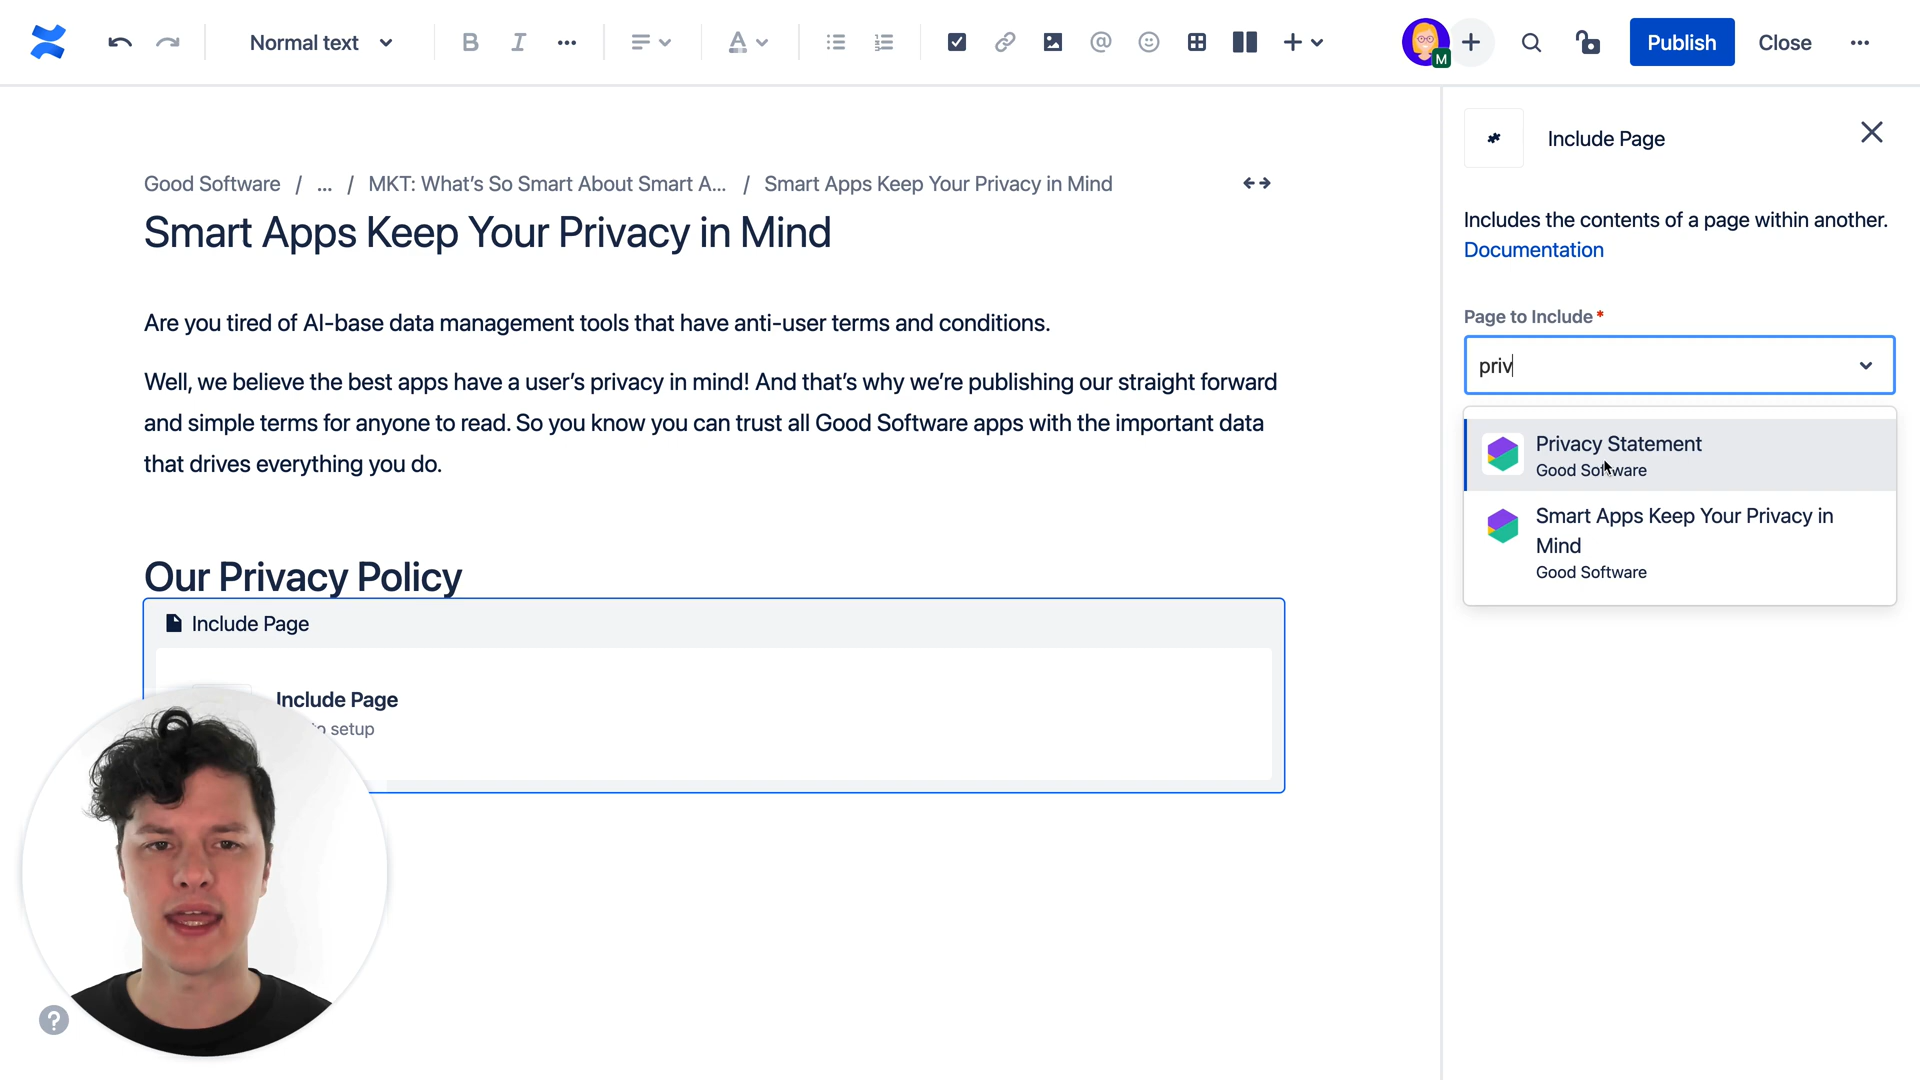 Normal text
B
I
A
@
M
Publish
Close
Good Software / ... / MKT: What's So Smart About Smart A... / Smart Apps Keep Your Privacy in Mind
Smart Apps Keep Your Privacy in Mind
Are you tired of AI-base data management tools that have anti-user terms and conditions.
Well, we believe the best apps have a user's privacy in mind! And that's why we're publishing our straight forward
and simple terms for anyone to read. So you know you can trust all Good Software apps with the important data
that drives everything you do.
Our Privacy Policy
Include Page
Include Page
to setup
?
Include Page
Includes the contents of a page within another.
Documentation
Page to Include*
priv
Privacy Statement
Good Software
Smart Apps Keep Your Privacy in
Mind
Good Software